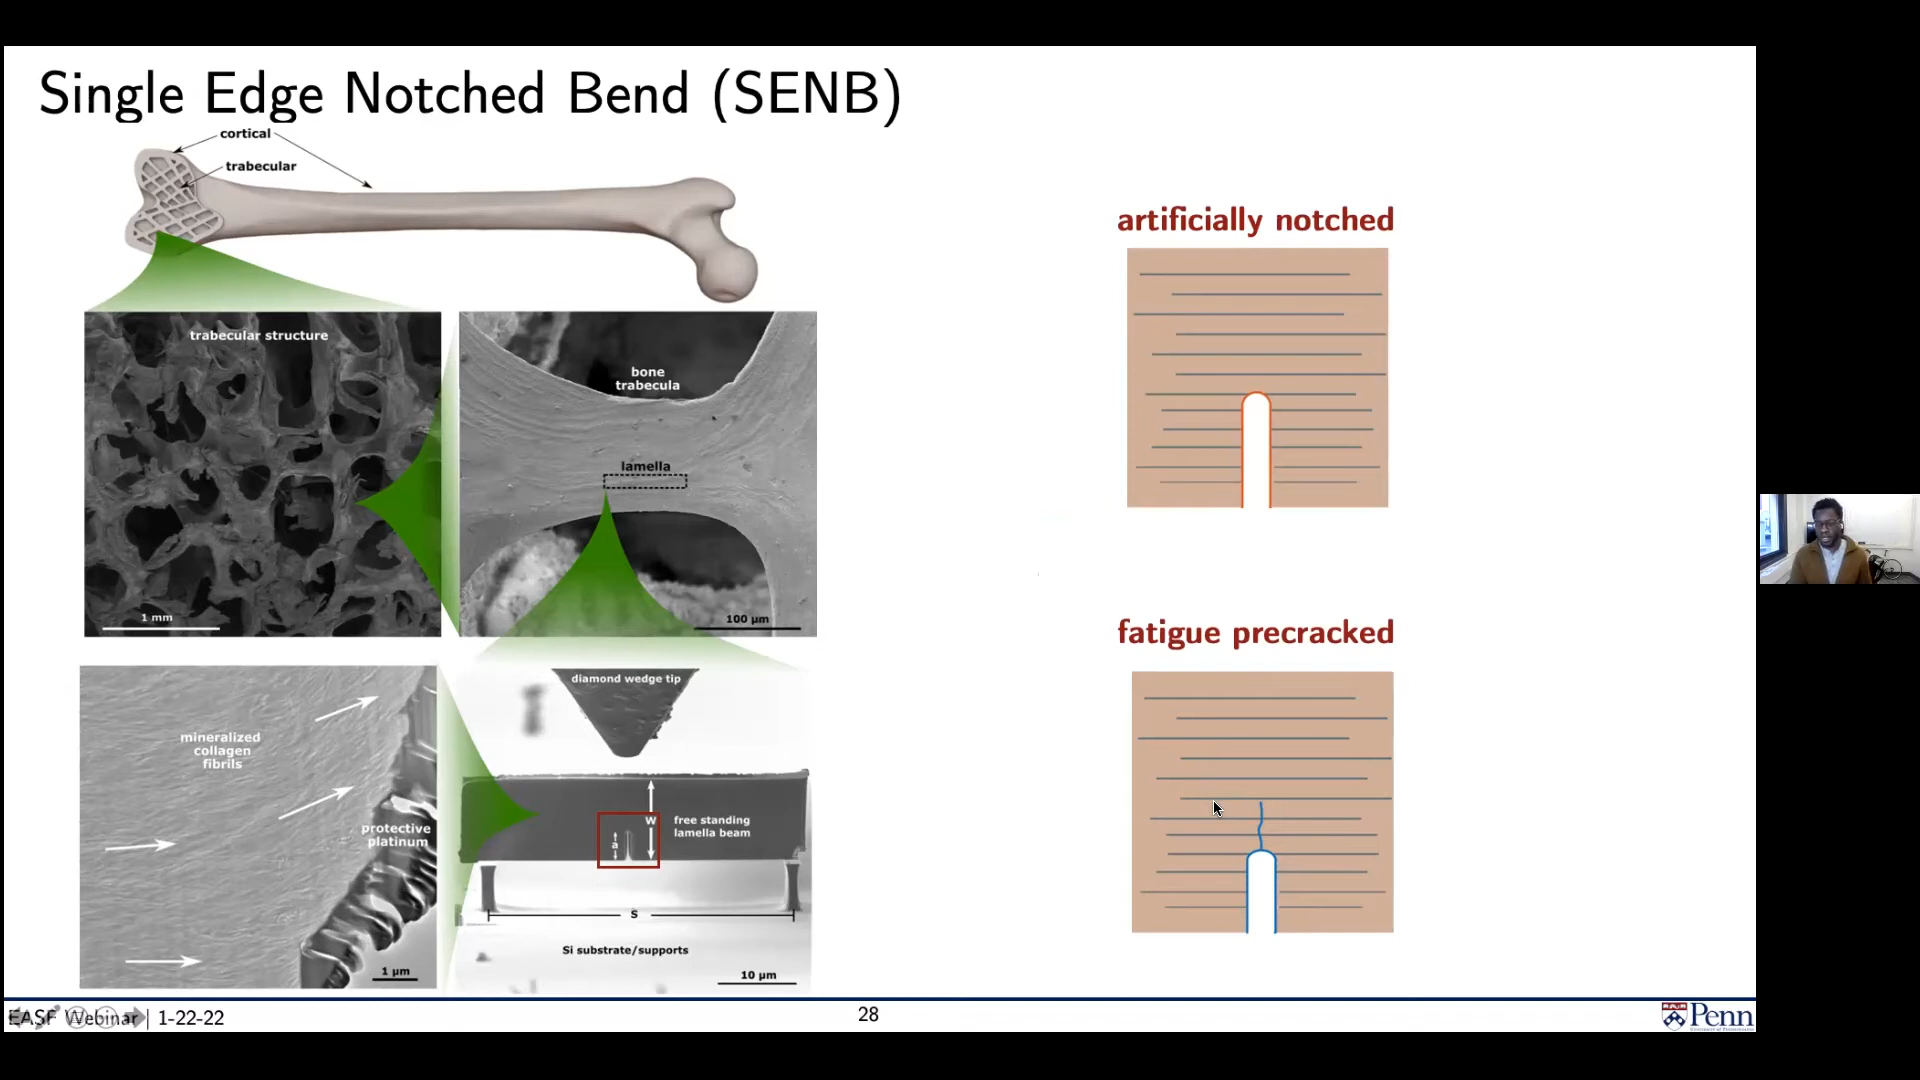 Single Edge Notched Bend (SENB)
cortical
trabecular
trabecular structure
1 mm
bone
trabecula
lamella
100 µm
mineralized
collagen
fibrils
protective
platinum
1 µm
diamond wedge tip
W
a
free standing
lamella beam
S
Si substrate/supports
10 µm
artificially notched
fatigue precracked
EASF Webinar | 1-22-22
28
Penn